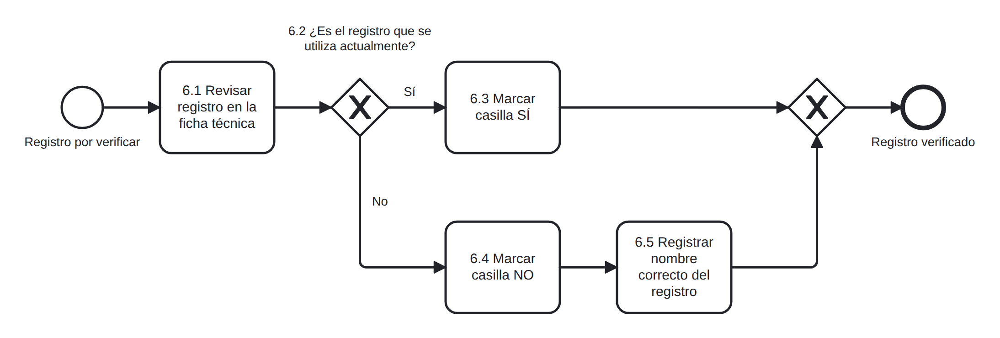 6.2 ¿Es el registro que se
utiliza actualmente?
Registro por verificar
6.1 Revisar
registro en la
ficha técnica
Sí
6.3 Marcar
casilla SÍ
Registro verificado
No
6.4 Marcar
casilla NO
6.5 Registrar
nombre
correcto del
registro